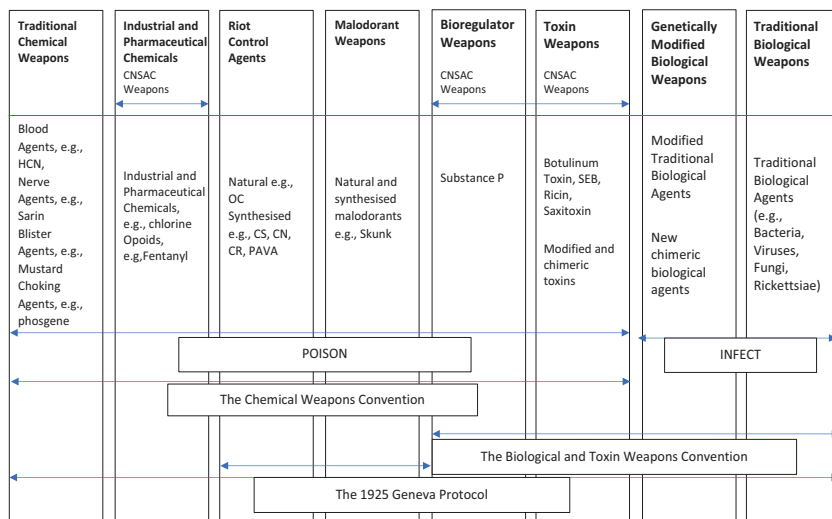 Traditional
Chemical
Weapons
Industrial and
Pharmaceutical
Chemicals
CNSAC
Weapons
Riot
Control
Agents
Malodorant
Weapons
Bioregulator
Weapons
CNSAC
Weapons
Toxin
Weapons
CNSAC
Weapons
Genetically
Modified
Biological
Weapons
Traditional
Biological
Weapons
Blood
Agents, e.g.,
HCN,
Nerve
Agents, e.g.,
Sarin
Blister
Agents, e.g.,
Mustard
Choking
Agents, e.g.,
phosgene
Industrial and
Pharmaceutical
Chemicals,
e.g., chlorine
Opoids,
e.g,Fentanyl
Natural e.g.,
OC
Synthesised
e.g., CS, CN,
CR, PAVA
Natural and
synthesised
malodorants
e.g., Skunk
Substance P
Botulinum
Toxin, SEB,
Ricin,
Saxitoxin
Modified and
chimeric
toxins
Modified
Traditional
Biological
Agents
New
chimeric
biological
agents
Traditional
Biological
Agents
(e.g.,
Bacteria,
Viruses,
Fungi,
Rickettsiae)
POISON
INFECT
The Chemical Weapons Convention
The Biological and Toxin Weapons Convention
The 1925 Geneva Protocol